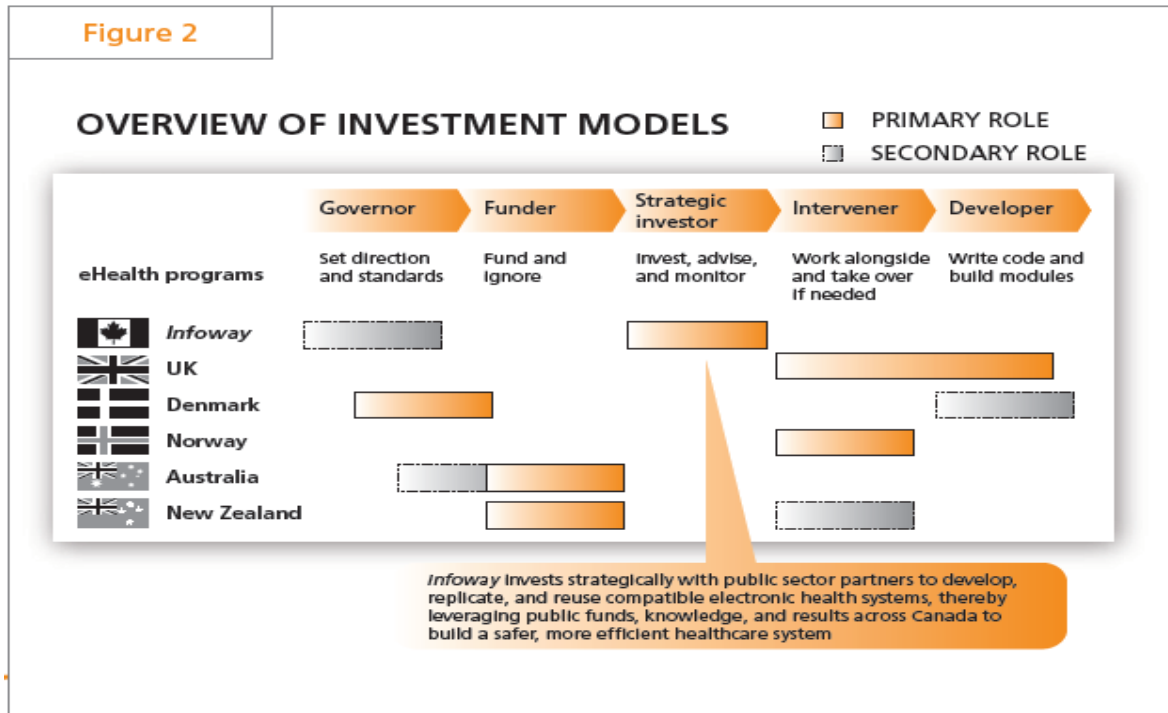 Figure 2
OVERVIEW OF INVESTMENT MODELS
PRIMARY ROLE
SECONDARY ROLE
Governor
Funder
Strategic
investor
Intervener
Developer
eHealth programs
Set direction
and standards
Fund and
ignore
Invest, advise,
and monitor
Work alongside
and take over
if needed
Write code and
build modules
Infoway
UK
Denmark
Norway
Australia
New Zealand
Infoway invests strategically with public sector partners to develop,
replicate, and reuse compatible electronic health systems, thereby
leveraging public funds, knowledge, and results across Canada to
build a safer, more efficient healthcare system